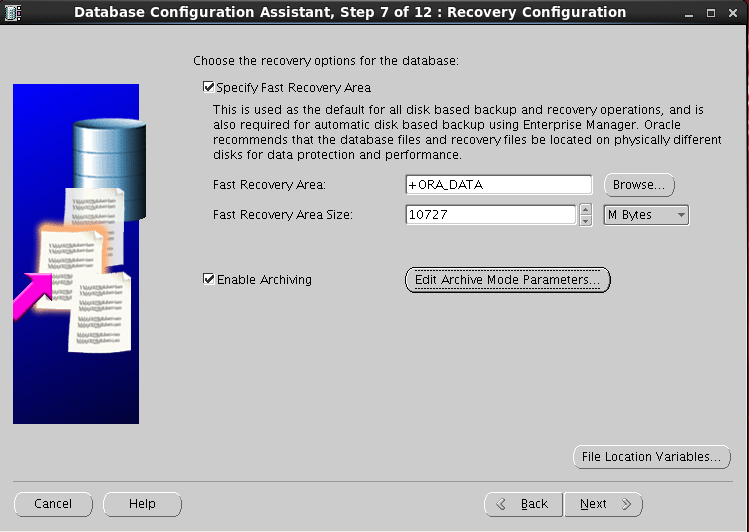 Database Configuration Assistant, Step 7 of 12 : Recovery Configuration
Choose the recovery options for the database:
Specify Fast Recovery Area
This is used as the default for all disk based backup and recovery operations, and is
also required for automatic disk based backup using Enterprise Manager. Oracle
recommends that the database files and recovery files be located on physically different
disks for data protection and performance.
Fast Recovery Area: +ORA_DATA Browse...
Fast Recovery Area Size: 10727 M Bytes
Enable Archiving Edit Archive Mode Parameters...
File Location Variables...
Cancel Help Back Next